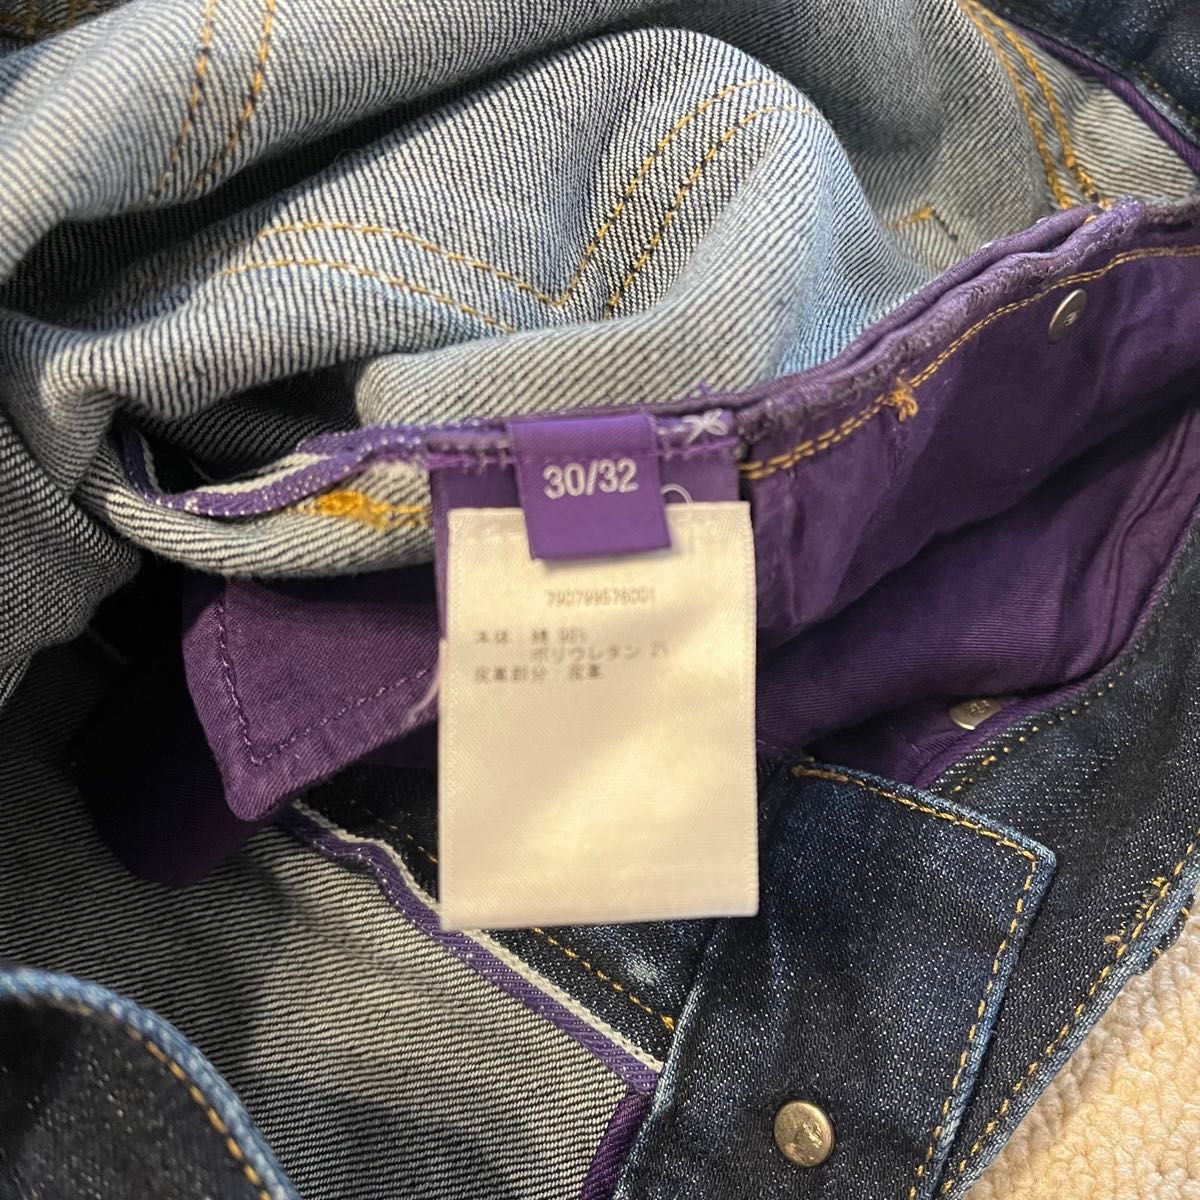 30/32
790799576001
本体：綿 98%
ポリウレタン 2%
皮革部分：皮革